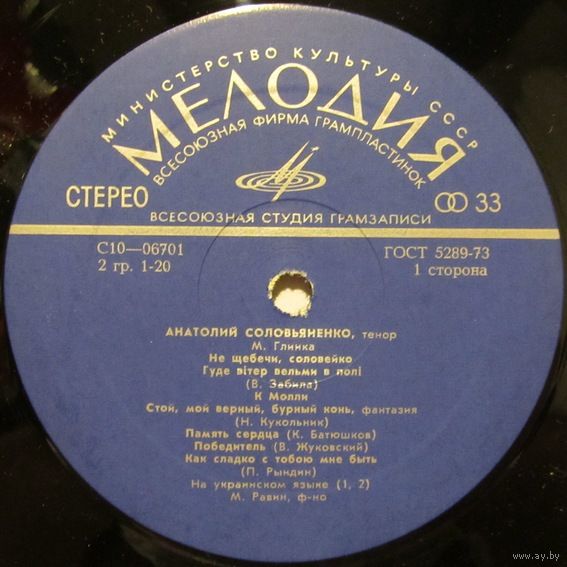 МИНИСТЕРСТВО КУЛЬТУРЫ СССР
МЕЛОДИЯ
ВСЕСОЮЗНАЯ ФИРМА ГРАМПЛАСТИНОК
СТЕРЕО
33
ВСЕСОЮЗНАЯ СТУДИЯ ГРАМЗАПИСИ
С10—06701
ГОСТ 5289-73
2 гр. 1-20
1 сторона
АНАТОЛИЙ СОЛОВЬЯНЕНКО, тенор
М. Глинка
Не щебечи, соловейко
Гуде вітер вельми в полі
(В. Забила)
К Молли
Стой, мой верный, бурный конь, фантазия
(Н. Кукольник)
Память сердца (К. Батюшков)
Победитель (В. Жуковский)
Как сладко с тобою мне быть
(П. Рындин)
На украинском языке (1, 2)
М. Равин, ф-но
www.ay.by